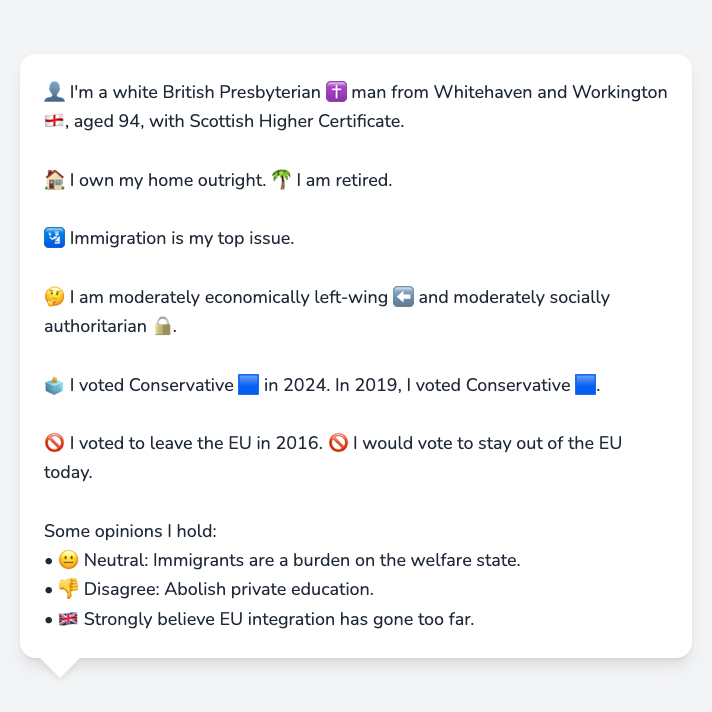 👤 I'm a white British Presbyterian ✝️ man from Whitehaven and Workington
🏴󠁧󠁢󠁥󠁮󠁧󠁿, aged 94, with Scottish Higher Certificate.
🏠 I own my home outright. 🌴 I am retired.
🛂 Immigration is my top issue.
🤔 I am moderately economically left-wing ⬅️ and moderately socially
authoritarian 🔒.
🗳️ I voted Conservative 🟦 in 2024. In 2019, I voted Conservative 🟦.
🚫 I voted to leave the EU in 2016. 🚫 I would vote to stay out of the EU
today.
Some opinions I hold:
• 😐 Neutral: Immigrants are a burden on the welfare state.
• 👎 Disagree: Abolish private education.
• 🇬🇧 Strongly believe EU integration has gone too far.